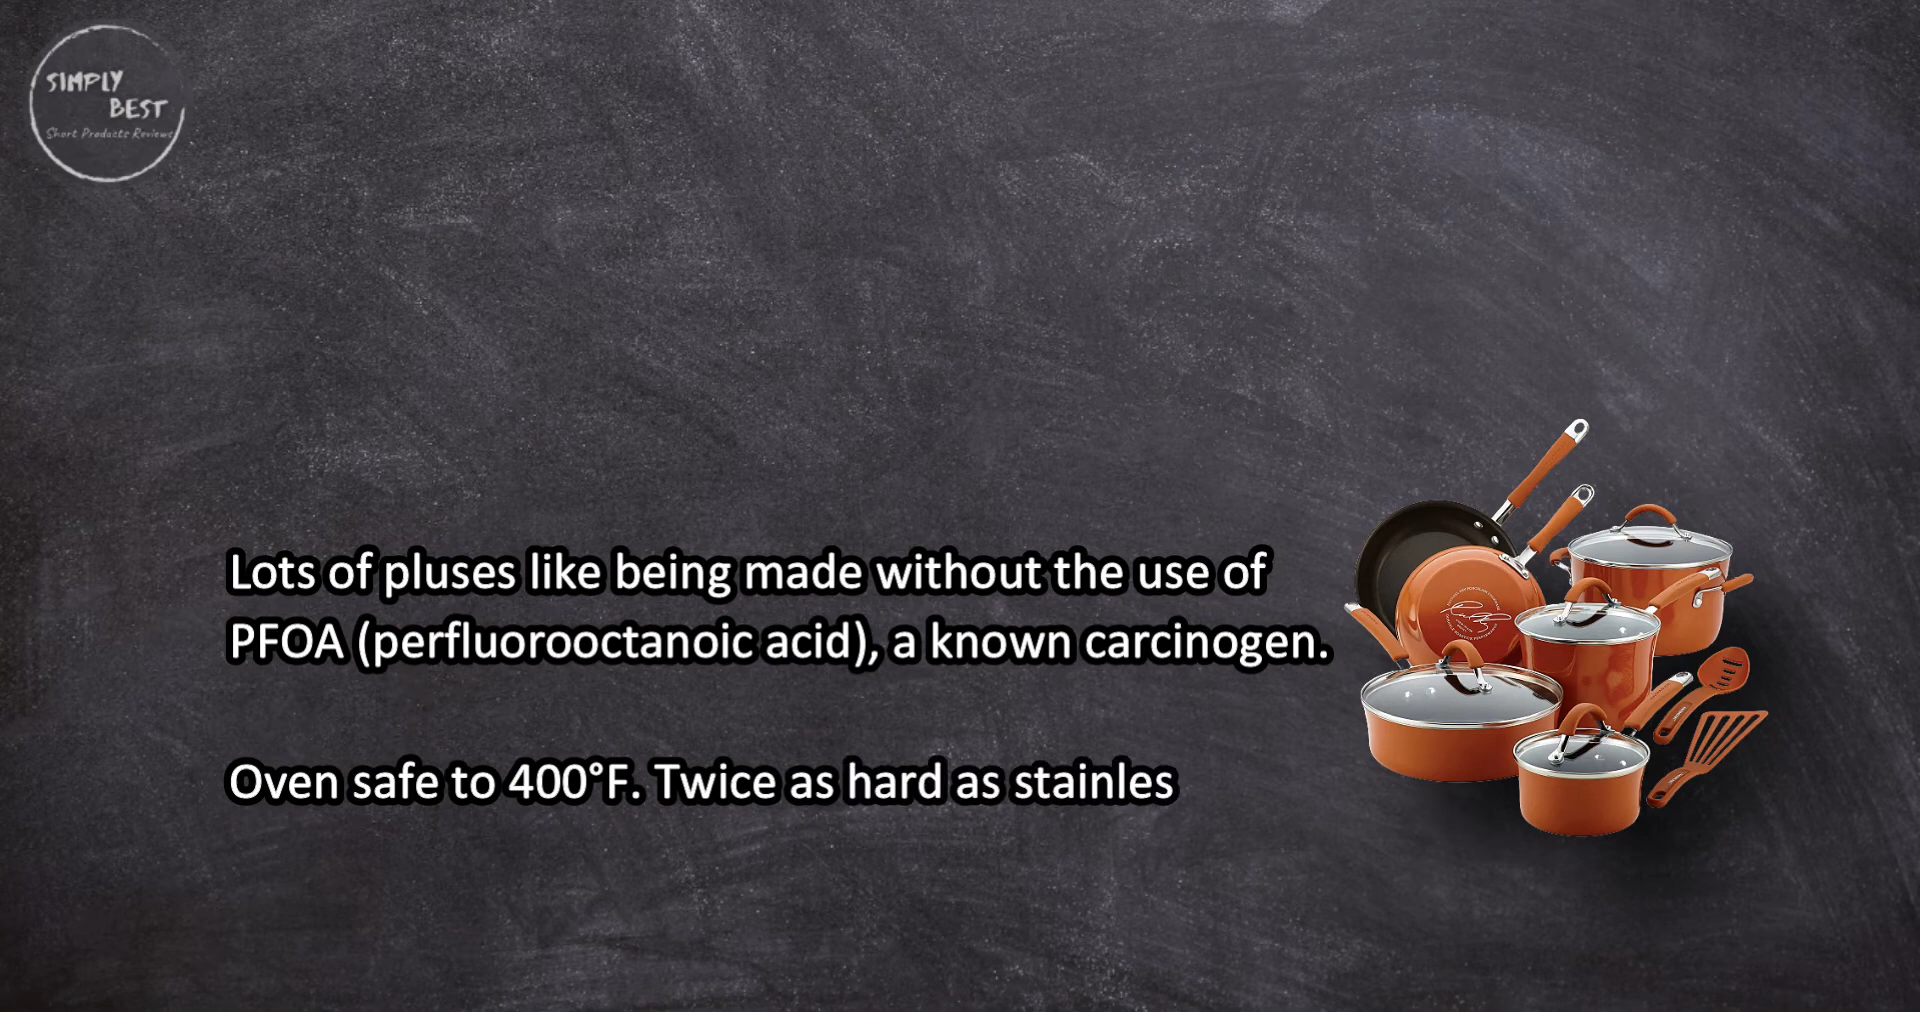 SIMPLY
BEST
Short Products Reviews
Lots of pluses like being made without the use of
PFOA (perfluorooctanoic acid), a known carcinogen.
Oven safe to 400°F. Twice as hard as stainles